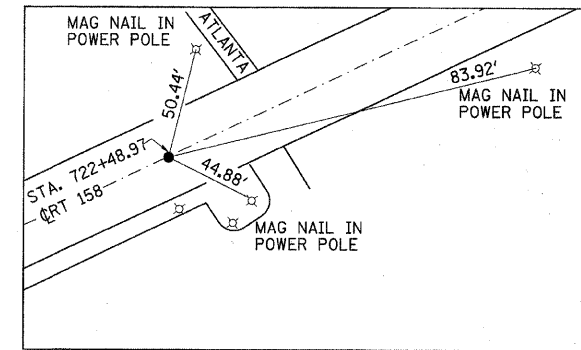 MAG NAIL IN
POWER POLE
ATLANTA
50.44'
83.92'
MAG NAIL IN
POWER POLE
STA. 722+48.97
℄RT 158
44.88'
MAG NAIL IN
POWER POLE